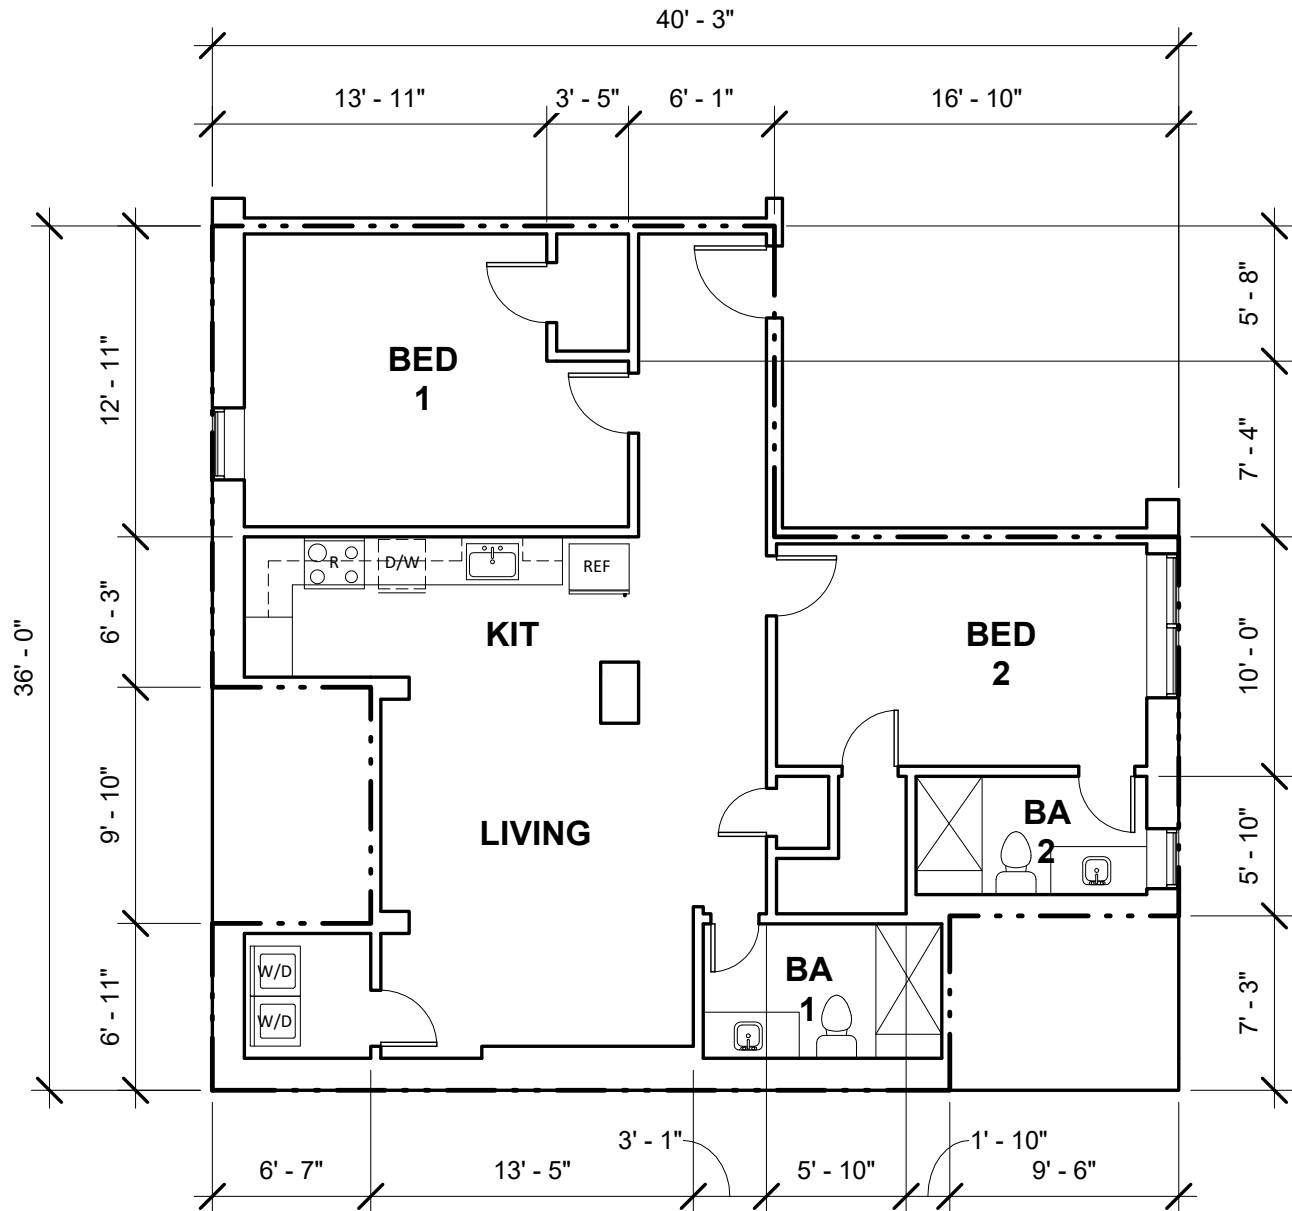 40' - 3"
13' - 11"
3' - 5"
6' - 1"
16' - 10"
5' - 8"
BED
1
12' - 11"
7' - 4"
R
D/W
REF
6' - 3"
KIT
BED
2
10' - 0"
36' - 0"
9' - 10"
LIVING
BA
2
5' - 10"
W/D
W/D
6' - 11"
BA
1
7' - 3"
3' - 1"
1' - 10"
6' - 7"
13' - 5"
5' - 10"
9' - 6"